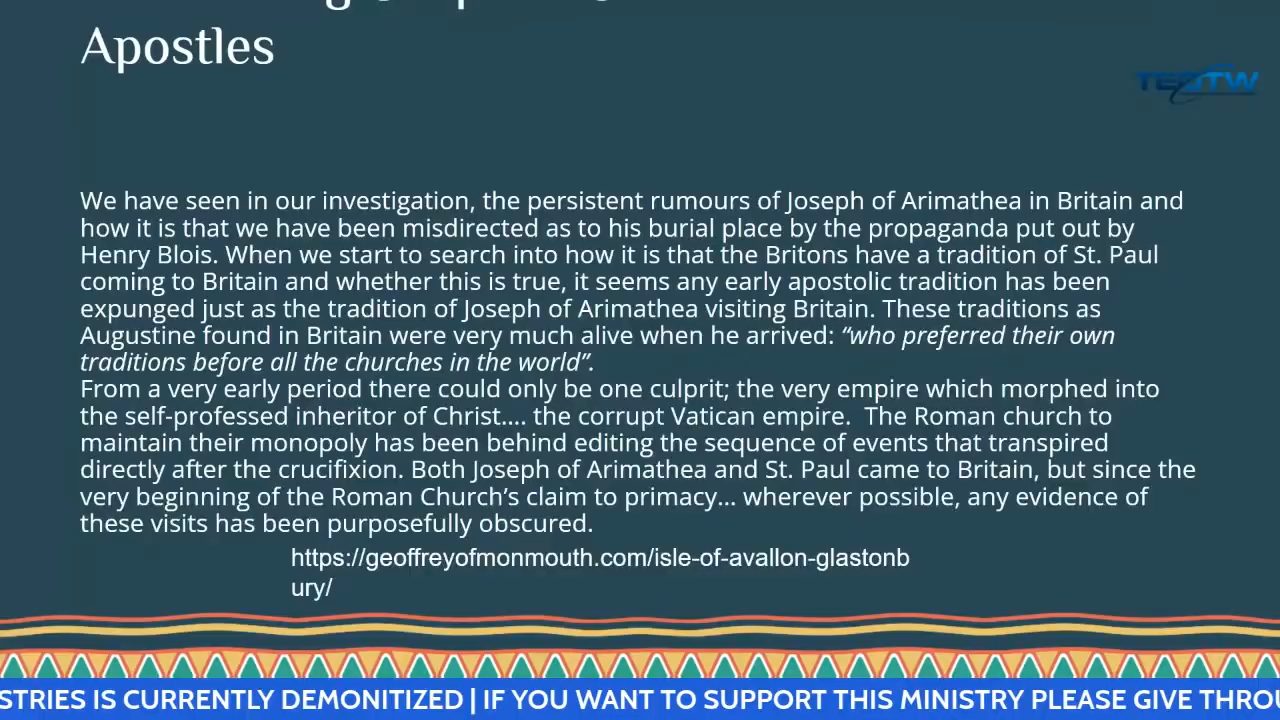 Apostles
TEOTW
We have seen in our investigation, the persistent rumours of Joseph of Arimathea in Britain and
how it is that we have been misdirected as to his burial place by the propaganda put out by
Henry Blois. When we start to search into how it is that the Britons have a tradition of St. Paul
coming to Britain and whether this is true, it seems any early apostolic tradition has been
expunged just as the tradition of Joseph of Arimathea visiting Britain. These traditions as
Augustine found in Britain were very much alive when he arrived: “who preferred their own
traditions before all the churches in the world”.
From a very early period there could only be one culprit; the very empire which morphed into
the self-professed inheritor of Christ…. the corrupt Vatican empire.  The Roman church to
maintain their monopoly has been behind editing the sequence of events that transpired
directly after the crucifixion. Both Joseph of Arimathea and St. Paul came to Britain, but since the
very beginning of the Roman Church’s claim to primacy… wherever possible, any evidence of
these visits has been purposefully obscured.
https://geoffreyofmonmouth.com/isle-of-avallon-glastonb
ury/
STRIES IS CURRENTLY DEMONITIZED | IF YOU WANT TO SUPPORT THIS MINISTRY PLEASE GIVE THROU